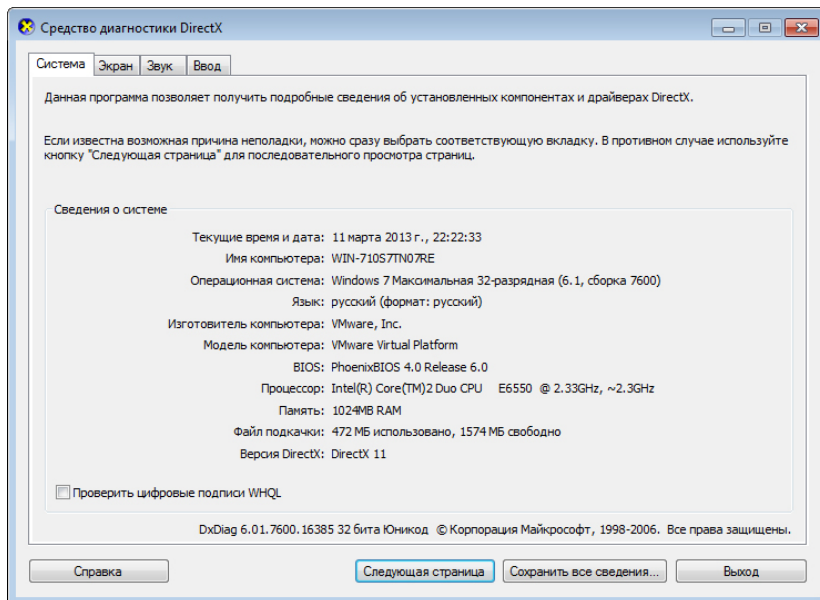 Средство диагностики DirectX
Система Экран Звук Ввод
Данная программа позволяет получить подробные сведения об установленных компонентах и драйверах DirectX.
Если известна возможная причина неполадки, можно сразу выбрать соответствующую вкладку. В противном случае используйте
кнопку "Следующая страница" для последовательного просмотра страниц.
Сведения о системе
Текущие время и дата: 11 марта 2013 г., 22:22:33
Имя компьютера: WIN-710S7TN07RE
Операционная система: Windows 7 Максимальная 32-разрядная (6.1, сборка 7600)
Язык: русский (формат: русский)
Изготовитель компьютера: VMware, Inc.
Модель компьютера: VMware Virtual Platform
BIOS: PhoenixBIOS 4.0 Release 6.0
Процессор: Intel(R) Core(TM)2 Duo CPU E6550 @ 2.33GHz, ~2.3GHz
Память: 1024MB RAM
Файл подкачки: 472 МБ использовано, 1574 МБ свободно
Версия DirectX: DirectX 11
Проверить цифровые подписи WHQL
DxDiag 6.01.7600.16385 32 бита Юникод © Корпорация Майкрософт, 1998-2006. Все права защищены.
Справка Следующая страница Сохранить все сведения... Выход